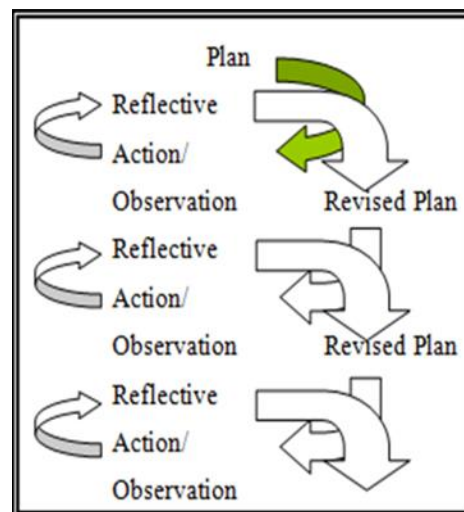 Plan
Reflective
Action/
Observation
Revised Plan
Reflective
Action/
Observation
Revised Plan
Reflective
Action/
Observation